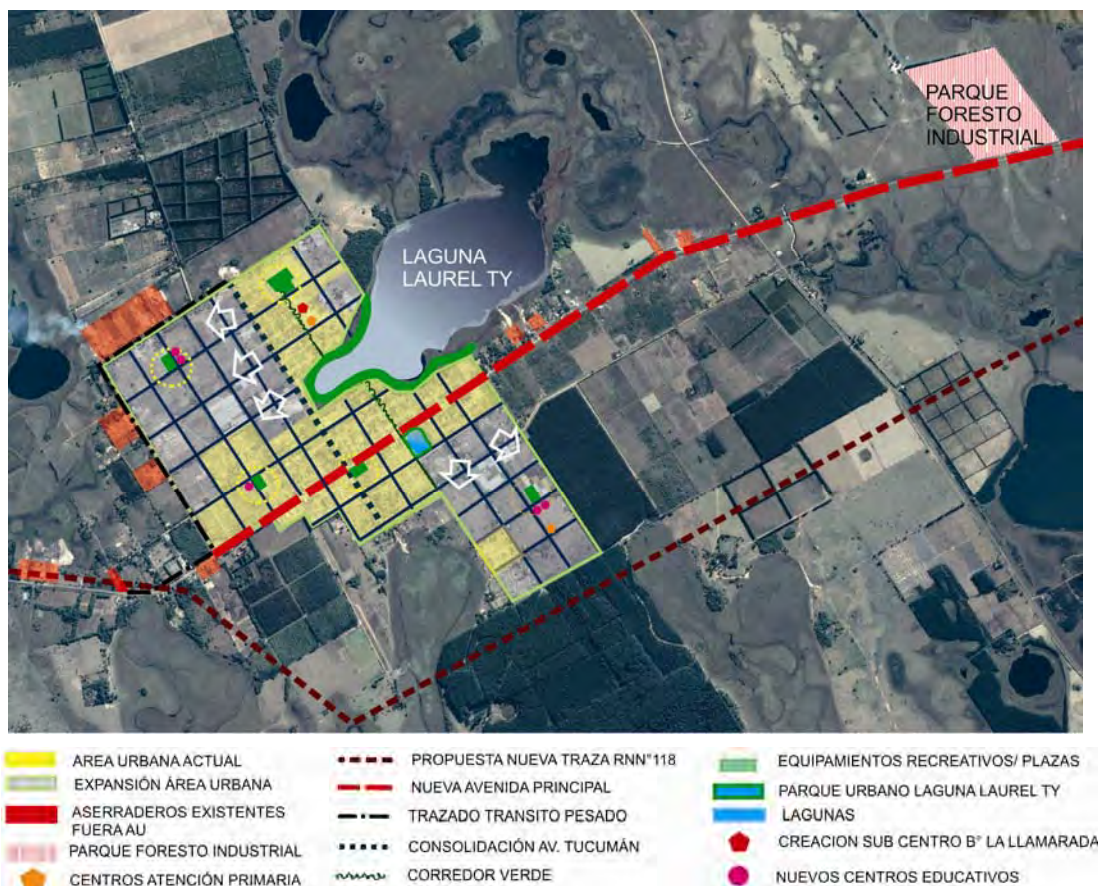 PARQUE
FORESTO
INDUSTRIAL
LAGUNA
LAUREL TY
AREA URBANA ACTUAL
EXPANSIÓN ÁREA URBANA
ASERRADEROS EXISTENTES
FUERA AU
PARQUE FORESTO INDUSTRIAL
CENTROS ATENCIÓN PRIMARIA
PROPUESTA NUEVA TRAZA RNN°118
NUEVA AVENIDA PRINCIPAL
TRAZADO TRANSITO PESADO
CONSOLIDACIÓN AV. TUCUMÁN
CORREDOR VERDE
EQUIPAMIENTOS RECREATIVOS/ PLAZAS
PARQUE URBANO LAGUNA LAUREL TY
LAGUNAS
CREACION SUB CENTRO B° LA LLAMARADA
NUEVOS CENTROS EDUCATIVOS